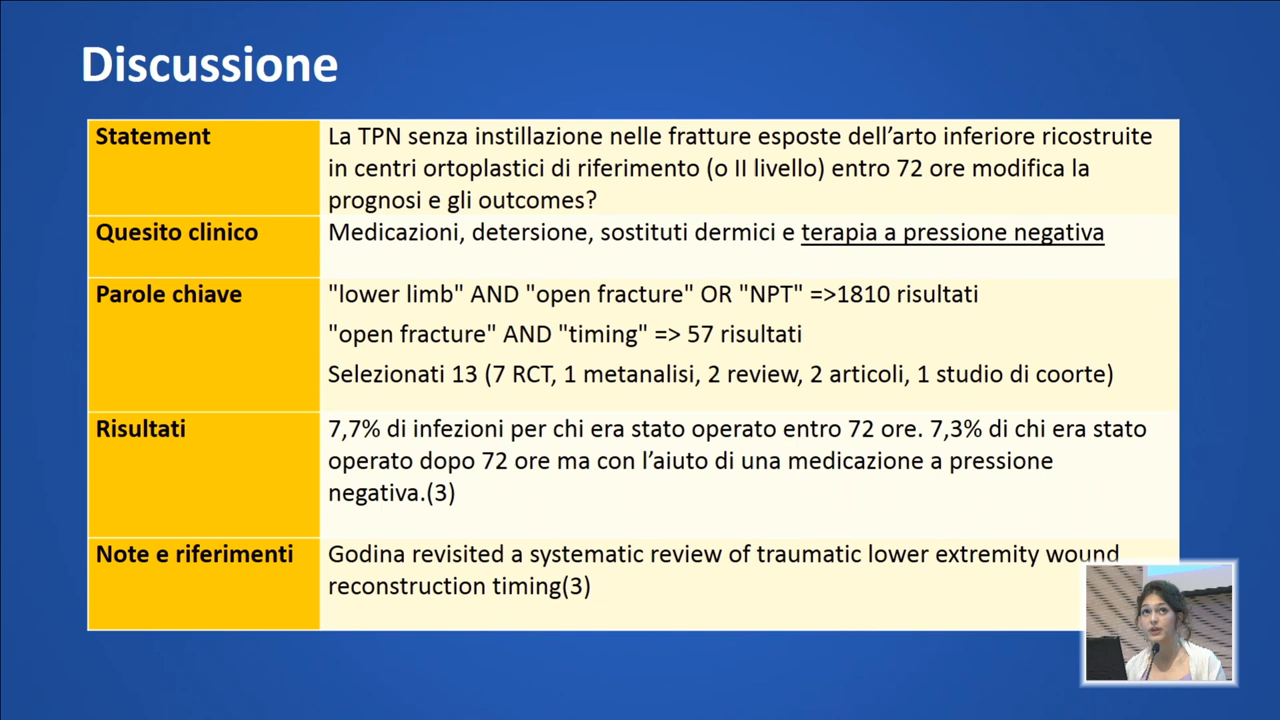 Discussione
Statement
La TPN senza instillazione nelle fratture esposte dell’arto inferiore ricostruite
in centri ortoplastici di riferimento (o II livello) entro 72 ore modifica la
prognosi e gli outcomes?
Quesito clinico
Medicazioni, detersione, sostituti dermici e terapia a pressione negativa
Parole chiave
"lower limb" AND "open fracture" OR "NPT" =>1810 risultati
"open fracture" AND "timing" => 57 risultati
Selezionati 13 (7 RCT, 1 metanalisi, 2 review, 2 articoli, 1 studio di coorte)
Risultati
7,7% di infezioni per chi era stato operato entro 72 ore. 7,3% di chi era stato
operato dopo 72 ore ma con l’aiuto di una medicazione a pressione
negativa.(3)
Note e riferimenti
Godina revisited a systematic review of traumatic lower extremity wound
reconstruction timing(3)